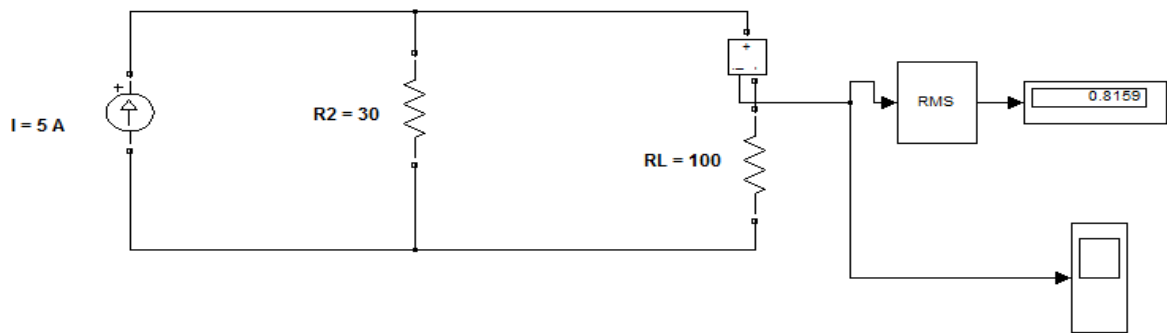 I = 5 A
R2 = 30
RL = 100
RMS
0.8159